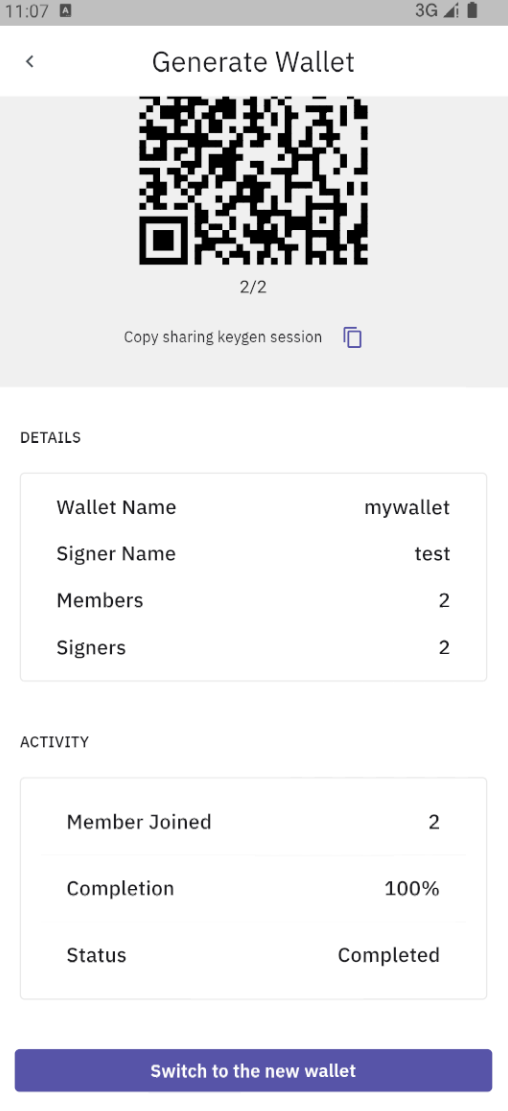 11:07 A 3G
Generate Wallet
2/2
Copy sharing keygen session
DETAILS
Wallet Name mywallet
Signer Name test
Members 2
Signers 2
ACTIVITY
Member Joined 2
Completion 100%
Status Completed
Switch to the new wallet